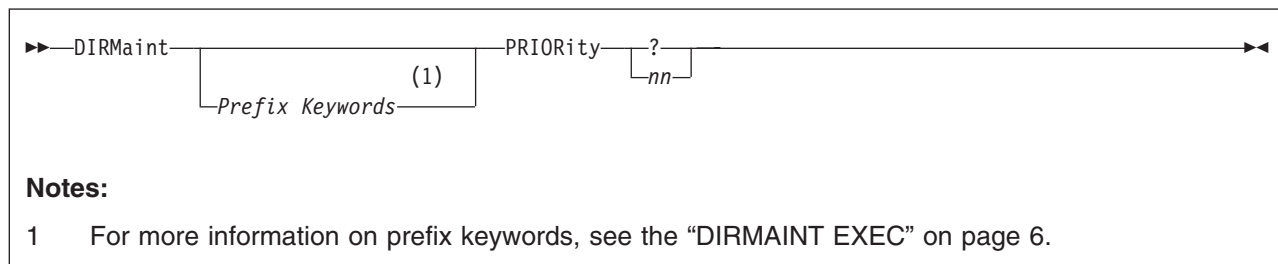 DIRMaint PRIORity ?
(1) nn
Prefix Keywords
Notes:
1 For more information on prefix keywords, see the “DIRMAINT EXEC” on page 6.